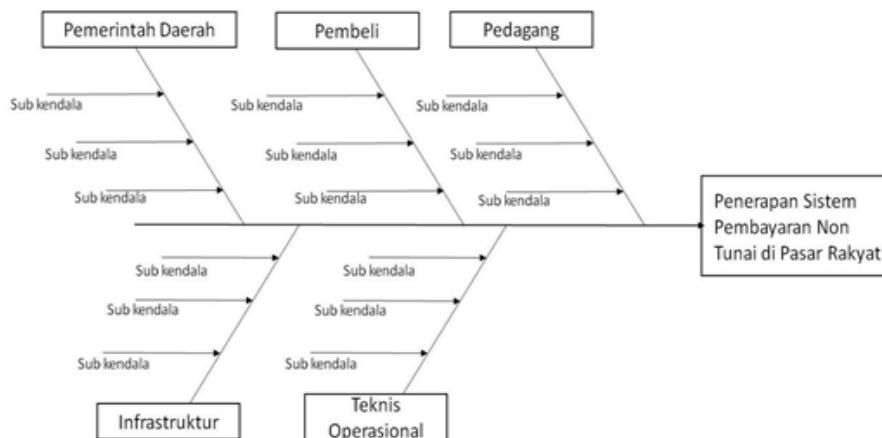 Pemerintah Daerah
Pembeli
Pedagang
Sub kendala
Sub kendala
Sub kendala
Sub kendala
Sub kendala
Sub kendala
Sub kendala
Sub kendala
Sub kendala
Penerapan Sistem
Pembayaran Non
Tunai di Pasar Rakyat
Sub kendala
Sub kendala
Sub kendala
Sub kendala
Sub kendala
Sub kendala
Infrastruktur
Teknis
Operasional